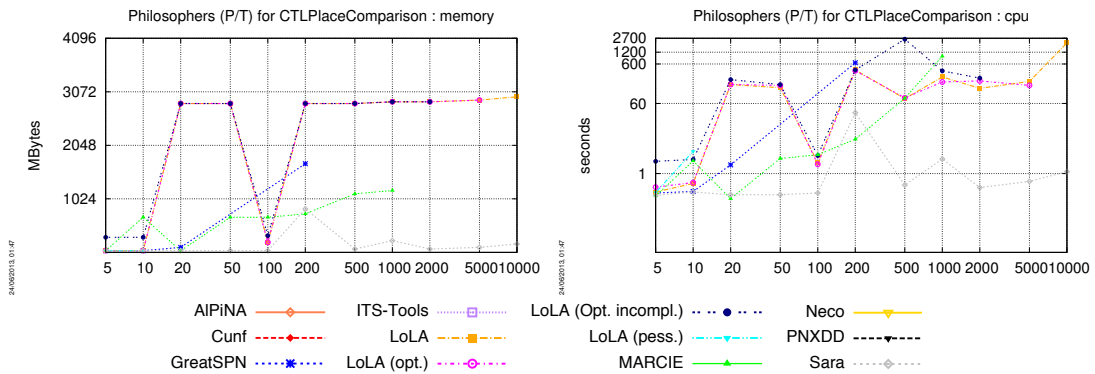 Philosophers (P/T) for CTLPlaceComparison : memory
4096
3072
2048
1024
MBytes
5 10 20 50 100 200 500 1000 2000 500010000
24/06/2013, 01:47
Philosophers (P/T) for CTLPlaceComparison : cpu
2700
1200
600
60
1
seconds
5 10 20 50 100 200 500 1000 2000 500010000
24/06/2013, 01:47
AlPiNA ITS-Tools LoLA (Opt. incompl.) Neco
Cunf LoLA LoLA (pess.) PNXDD
GreatSPN LoLA (opt.) MARCIE Sara